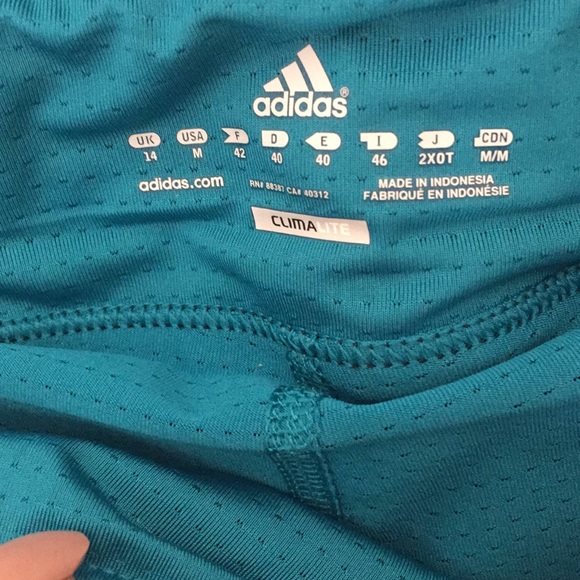 adidas®
UK USA F D E I J CDN
14 M 42 40 40 46 2XOT M/M
adidas.com RN# 88387 CA# 40312 MADE IN INDONESIA
FABRIQUÉ EN INDONÉSIE
CLIMALITE